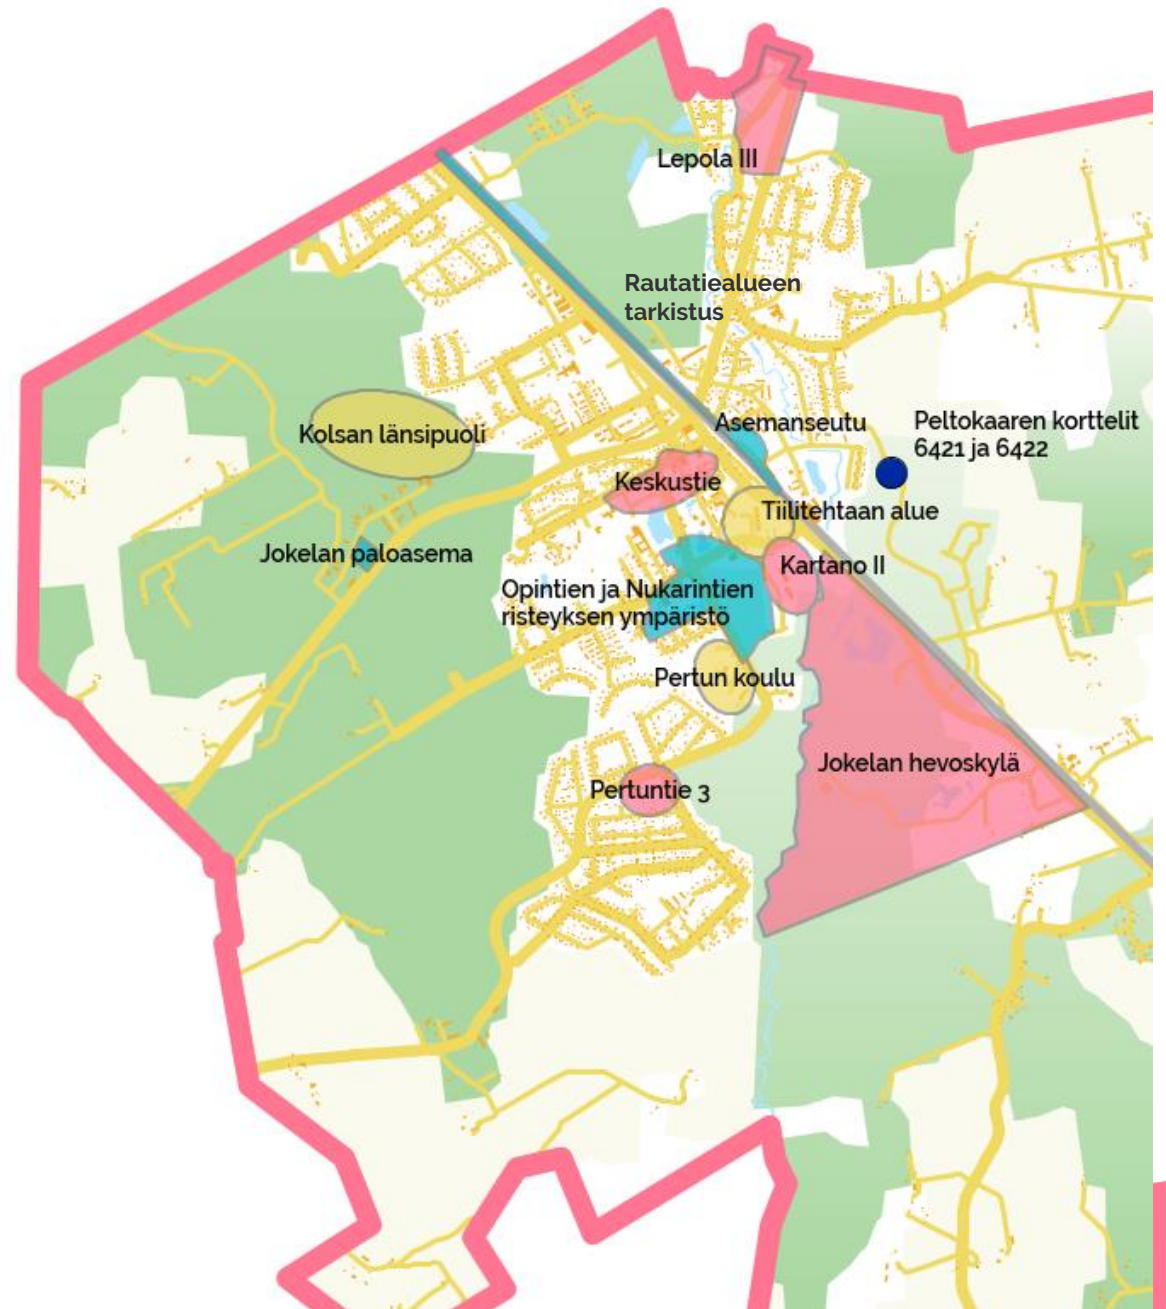 Lepola III
Rautatiealueen
tarkistus
Asemanseutu
Peltokaaren korttelit
6421 ja 6422
Kolsan länsipuoli
Keskustie
Tiilitehtaan alue
Jokelan paloasema
Kartano II
Opintien ja Nukarintien
risteyksen ympäristö
Pertun koulu
Jokelan hevoskylä
Pertuntie 3